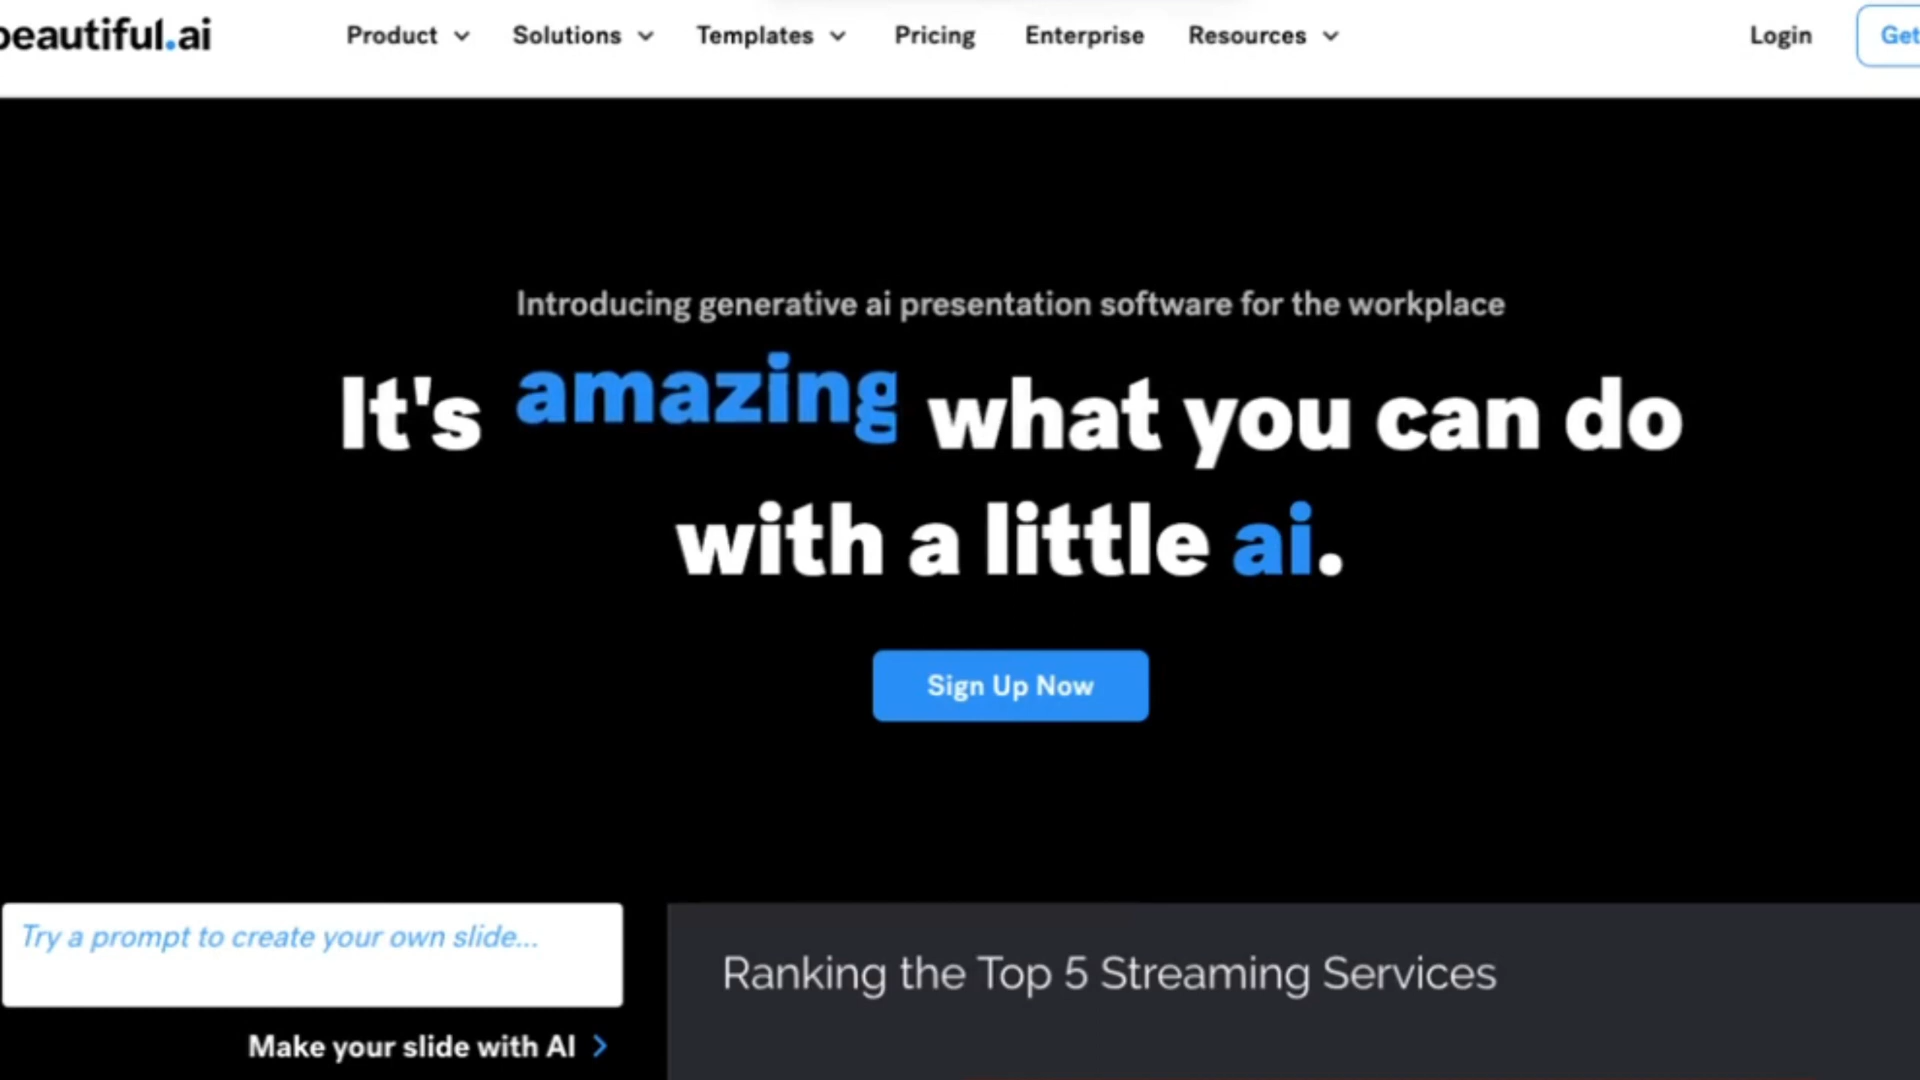 beautiful.ai
Product Solutions Templates Pricing Enterprise Resources Login Get
Introducing generative ai presentation software for the workplace
It's amazing what you can do
with a little ai.
Sign Up Now
Try a prompt to create your own slide...
Make your slide with AI
Ranking the Top 5 Streaming Services